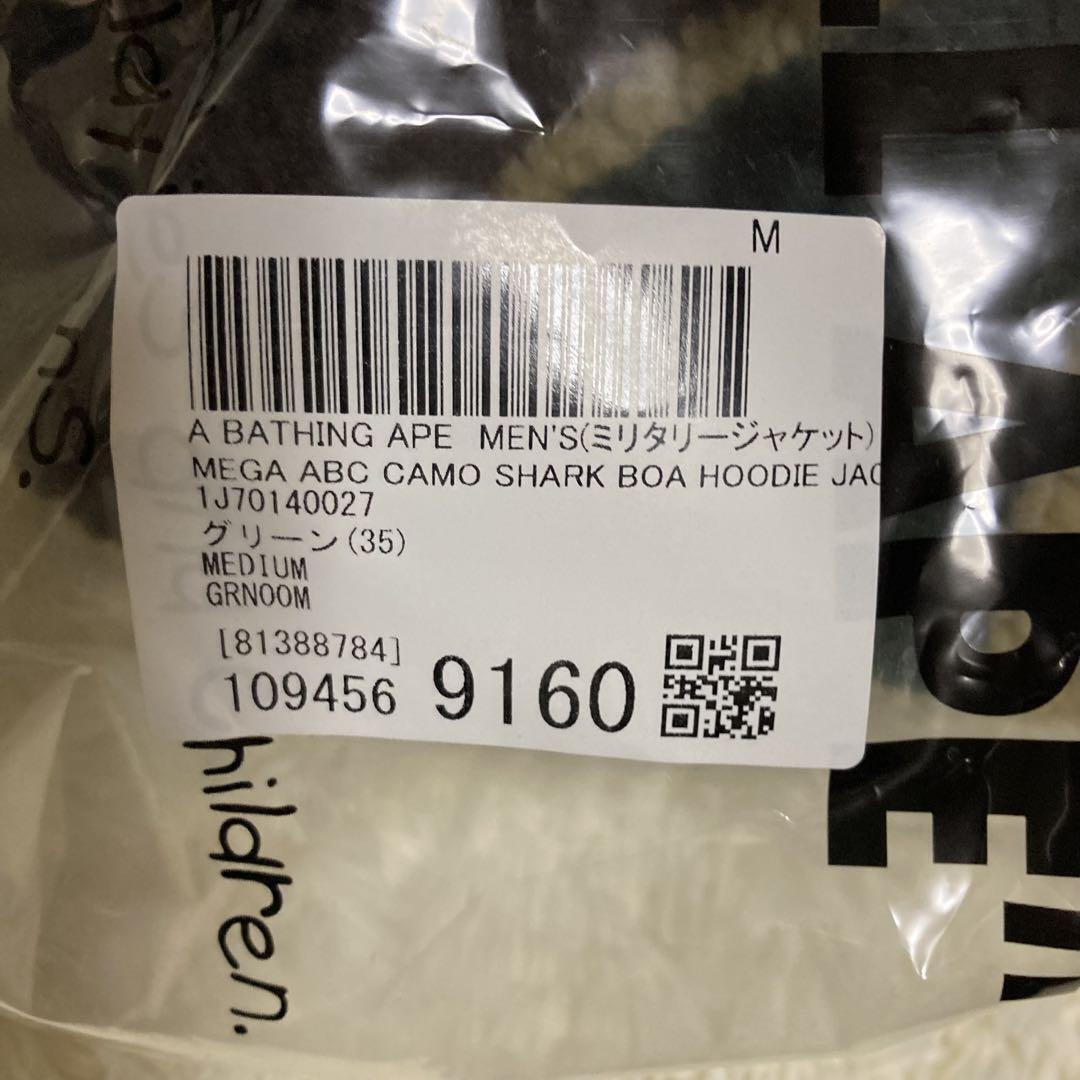 M
A BATHING APE MEN'S(ミリタリージャケット)
MEGA ABC CAMO SHARK BOA HOODIE JAC
1J70140027
グリーン(35)
MEDIUM
GRN00M
[81388784]
109456 9160
hildren.